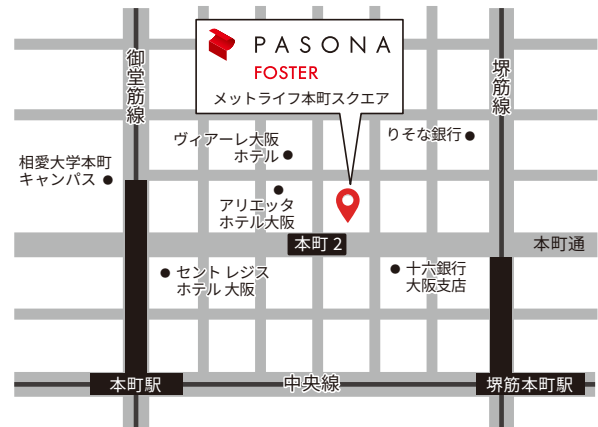 PASONA
FOSTER
メットライフ本町スクエア
御堂筋線
堺筋線
ヴィアーレ大阪
ホテル
りそな銀行
相愛大学本町
キャンパス
アリエッタ
ホテル大阪
本町 2
本町通
セント レジス
ホテル 大阪
十六銀行
大阪支店
本町駅
中央線
堺筋本町駅